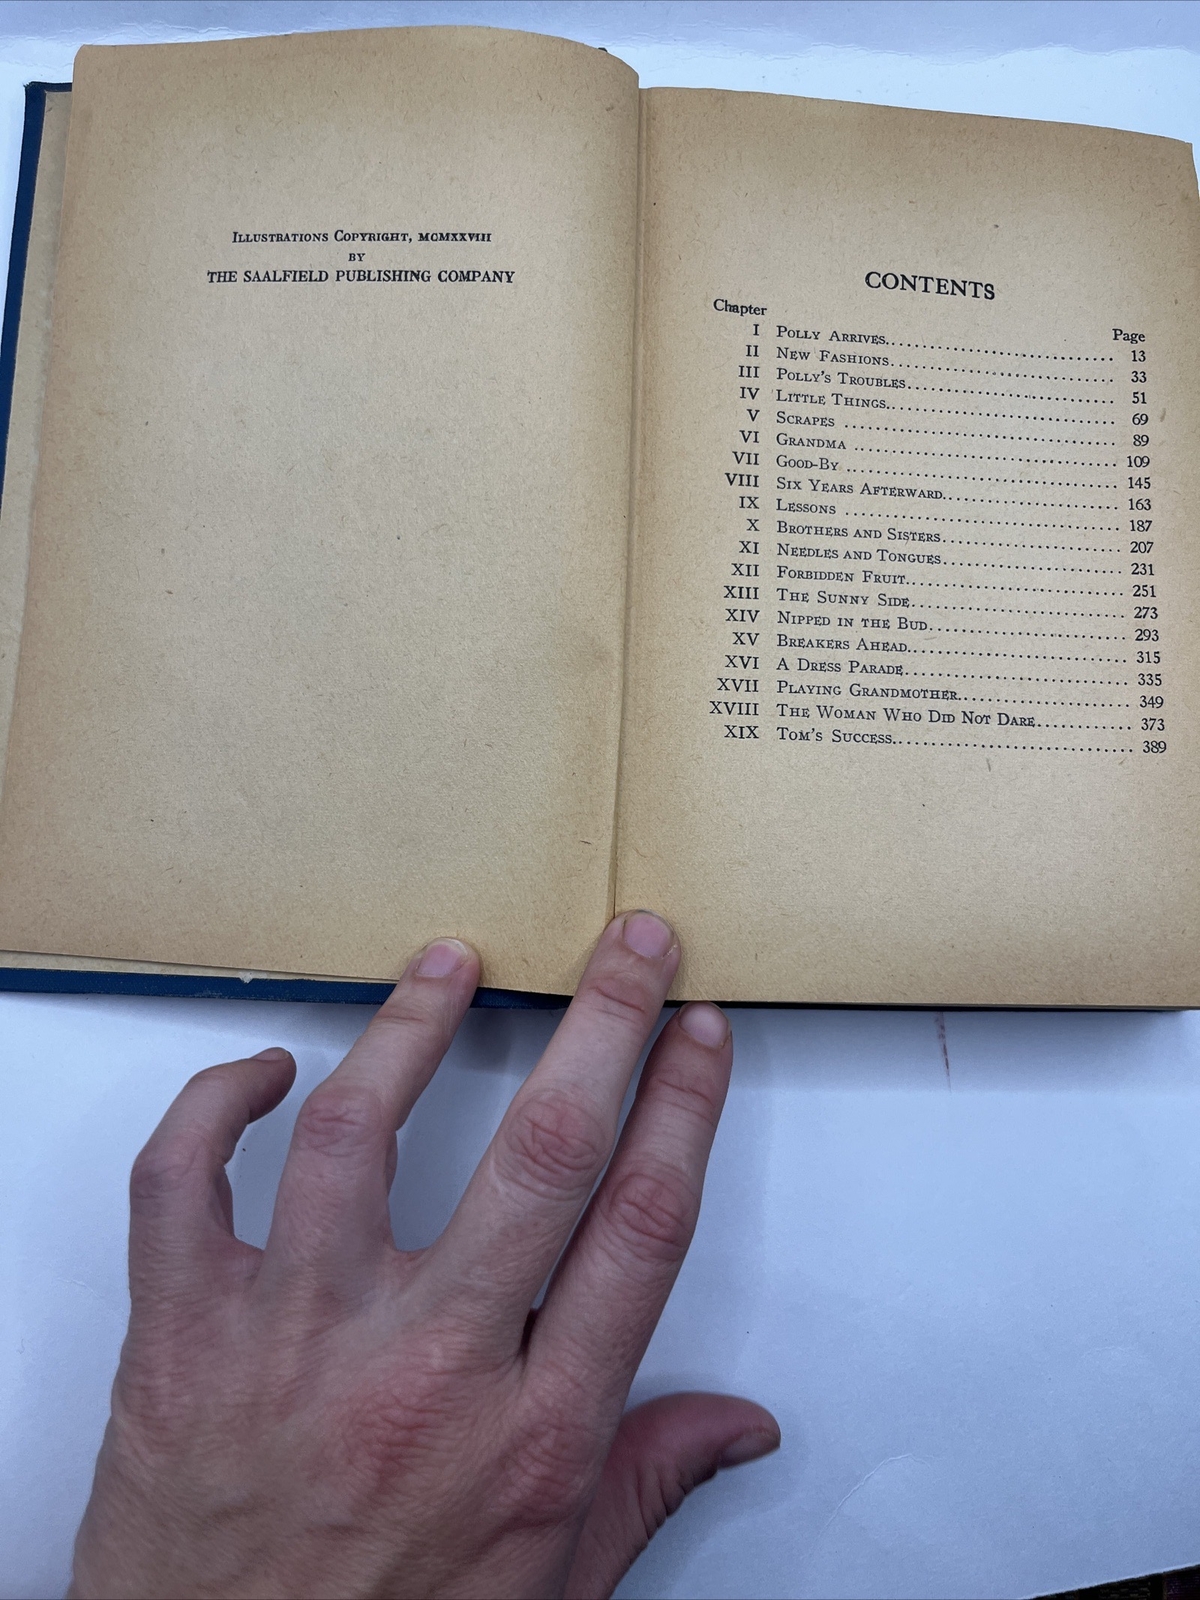 Illustrations Copyright, MCMXXVIII
BY
THE SAALFIELD PUBLISHING COMPANY
CONTENTS
Chapter Page
I Polly Arrives 13
II New Fashions 33
III Polly's Troubles 51
IV Little Things 69
V Scrapes 89
VI Grandma 109
VII Good-By 145
VIII Six Years Afterward 163
IX Lessons 187
X Brothers and Sisters 207
XI Needles and Tongues 231
XII Forbidden Fruit 251
XIII The Sunny Side 273
XIV Nipped in the Bud 293
XV Breakers Ahead 315
XVI A Dress Parade 335
XVII Playing Grandmother 349
XVIII The Woman Who Did Not Dare 373
XIX Tom's Success 389